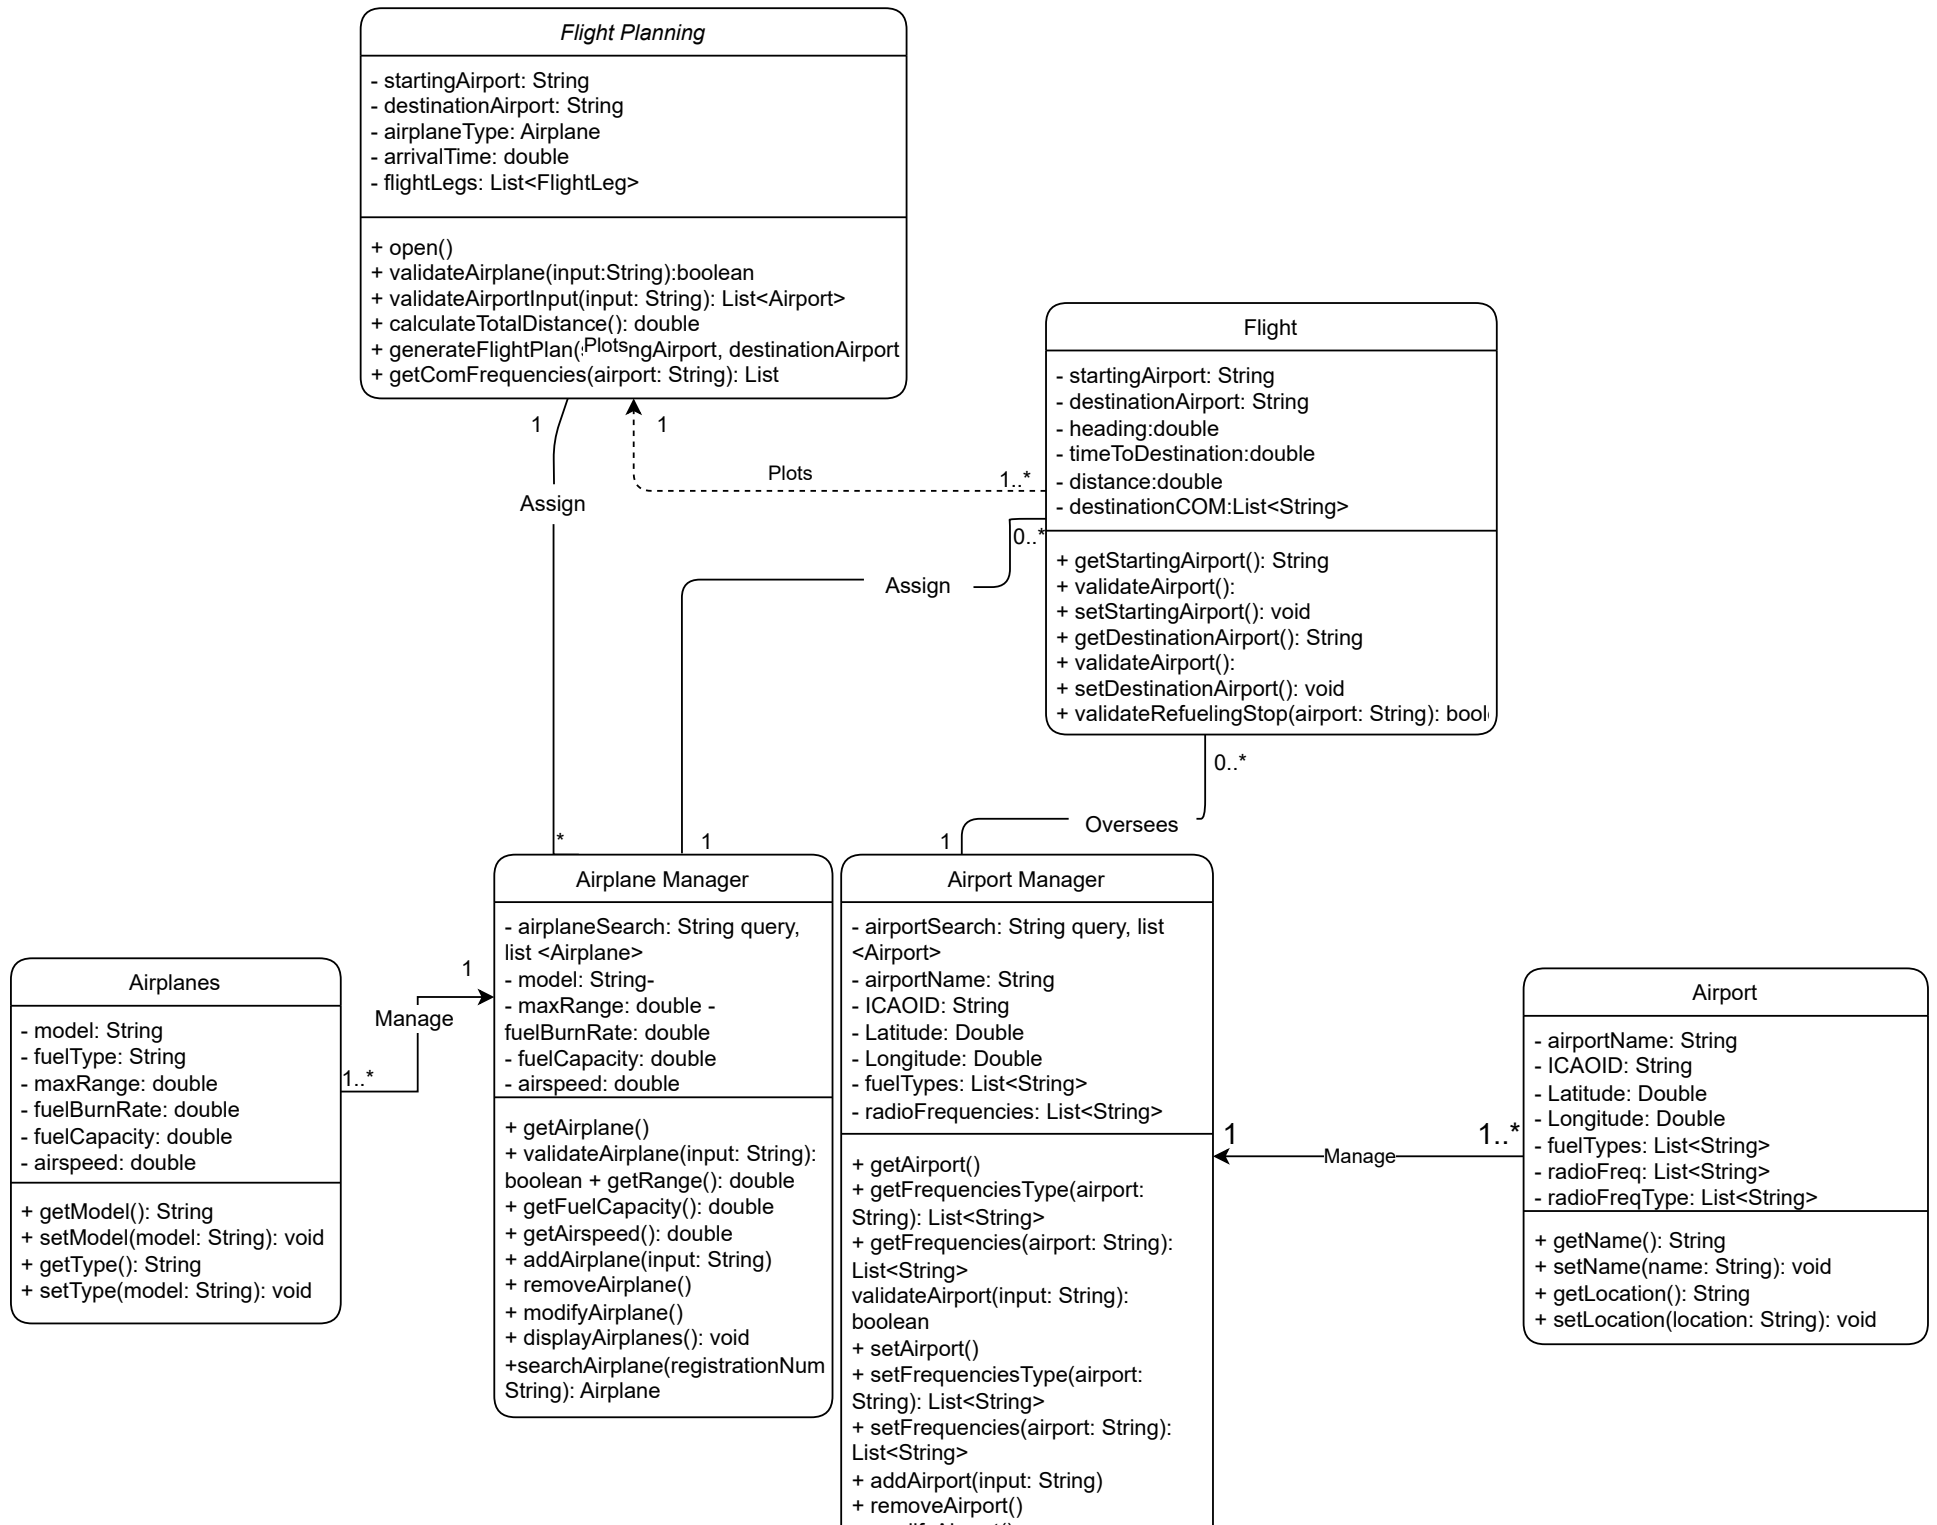 Flight Planning
- startingAirport: String
- destinationAirport: String
- airplaneType: Airplane
- arrivalTime: double
- flightLegs: List<FlightLeg>
+ open()
+ validateAirplane(input:String):boolean
+ validateAirportInput(input: String): List<Airport>
+ calculateTotalDistance(): double
+ generateFlightPlan( Plots ngAirport, destinationAirport
+ getComFrequencies(airport: String): List
1
1
Assign
Plots
1..*
Flight
- startingAirport: String
- destinationAirport: String
- heading:double
- timeToDestination:double
- distance:double
- destinationCOM:List<String>
+ getStartingAirport(): String
+ validateAirport():
+ setStartingAirport(): void
+ getDestinationAirport(): String
+ validateAirport():
+ setDestinationAirport(): void
+ validateRefuelingStop(airport: String): bool
0..*
Assign
0..*
Oversees
*
1
1
Airplanes
- model: String
- fuelType: String
- maxRange: double
- fuelBurnRate: double
- fuelCapacity: double
- airspeed: double
+ getModel(): String
+ setModel(model: String): void
+ getType(): String
+ setType(model: String): void
1
Manage
1..*
Airplane Manager
- airplaneSearch: String query,
list <Airplane>
- model: String-
- maxRange: double -
fuelBurnRate: double
- fuelCapacity: double
- airspeed: double
+ getAirplane()
+ validateAirplane(input: String):
boolean + getRange(): double
+ getFuelCapacity(): double
+ getAirspeed(): double
+ addAirplane(input: String)
+ removeAirplane()
+ modifyAirplane()
+ displayAirplanes(): void
+searchAirplane(registrationNum
String): Airplane
Airport Manager
- airportSearch: String query, list
<Airport>
- airportName: String
- ICAOID: String
- Latitude: Double
- Longitude: Double
- fuelTypes: List<String>
- radioFrequencies: List<String>
+ getAirport()
+ getFrequenciesType(airport:
String): List<String>
+ getFrequencies(airport: String):
List<String>
validateAirport(input: String):
boolean
+ setAirport()
+ setFrequenciesType(airport:
String): List<String>
+ setFrequencies(airport: String):
List<String>
+ addAirport(input: String)
+ removeAirport()
1
Manage
1..*
Airport
- airportName: String
- ICAOID: String
- Latitude: Double
- Longitude: Double
- fuelTypes: List<String>
- radioFreq: List<String>
- radioFreqType: List<String>
+ getName(): String
+ setName(name: String): void
+ getLocation(): String
+ setLocation(location: String): void